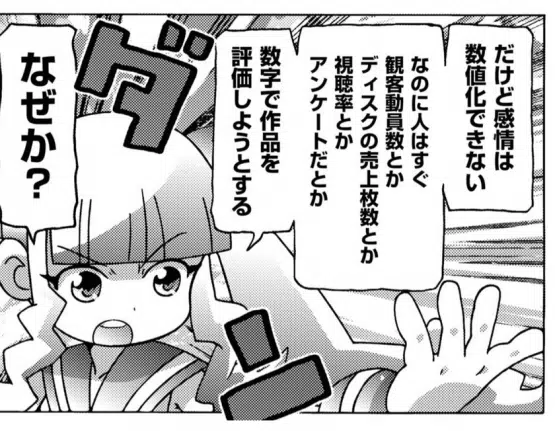 だけど感情は
数値化できない
なのに人はすぐ
観客動員数とか
ディスクの売上枚数とか
視聴率とか
アンケートだとか
数字で作品を
評価しようとする
なぜか？
ダニ